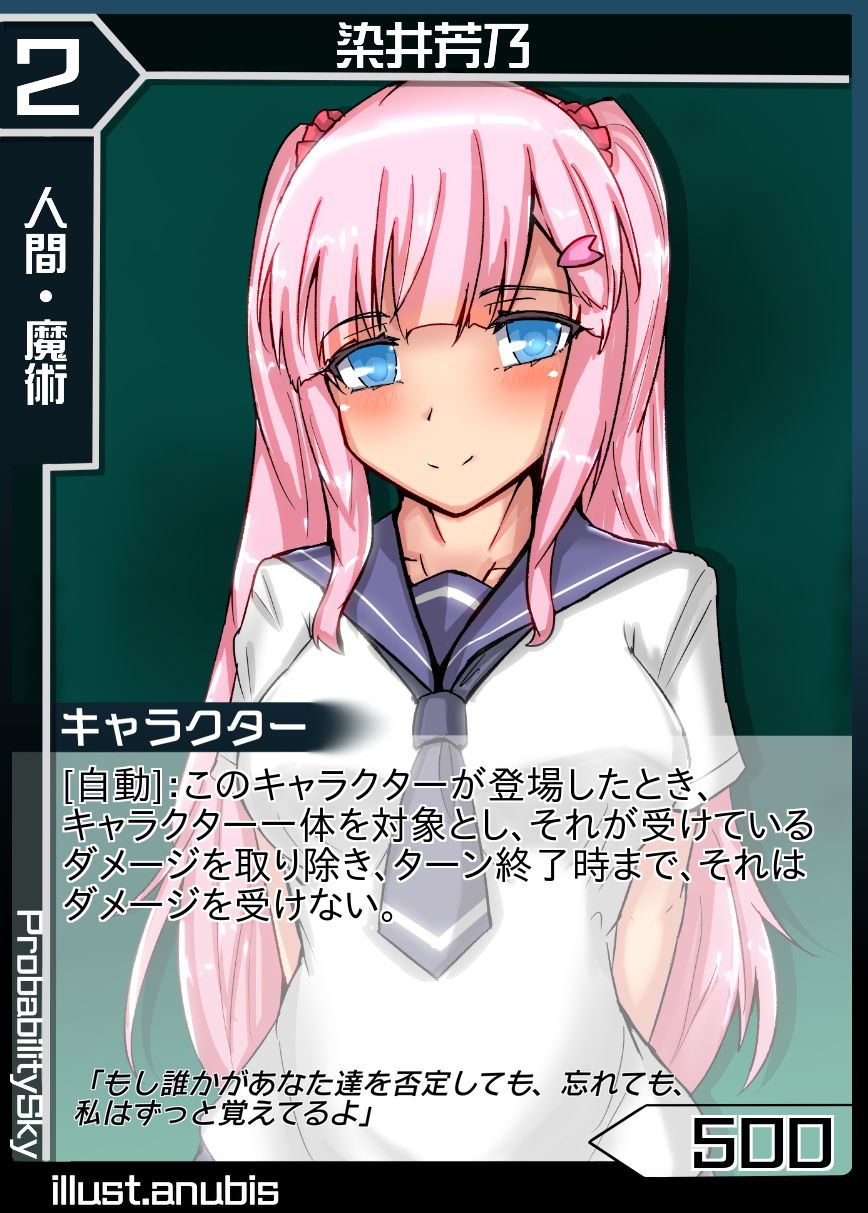 2
染井芳乃
人間・魔術
キャラクター
[自動]:このキャラクターが登場したとき、
キャラクター一体を対象とし、それが受けている
ダメージを取り除き、ターン終了時まで、それは
ダメージを受けない。
「もし誰かがあなた達を否定しても、忘れても、
私はずっと覚えてるよ」
500
ProbabilitySky
illust.anubis